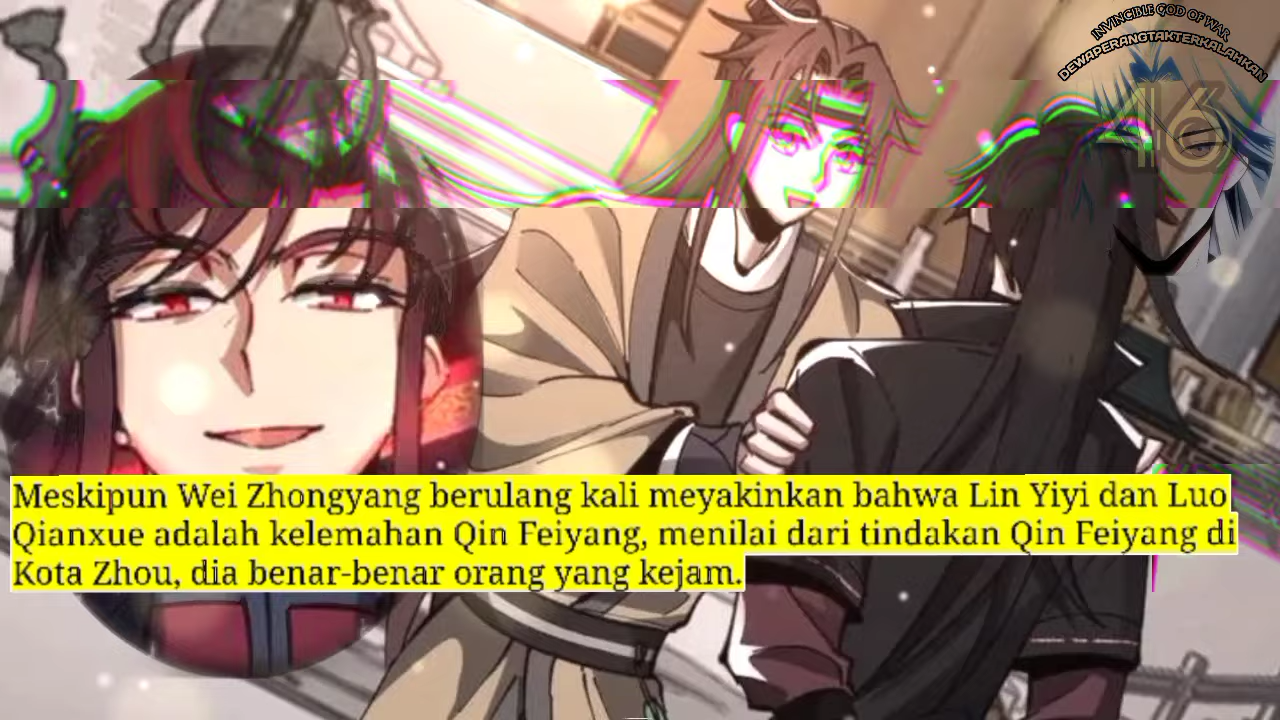 INVINCIBLE GOD OF WAR
DEWAPERANGTAKTERKALAHKAN
46
Meskipun Wei Zhongyang berulang kali meyakinkan bahwa Lin Yiyi dan Luo
Qianxue adalah kelemahan Qin Feiyang, menilai dari tindakan Qin Feiyang di
Kota Zhou, dia benar-benar orang yang kejam.